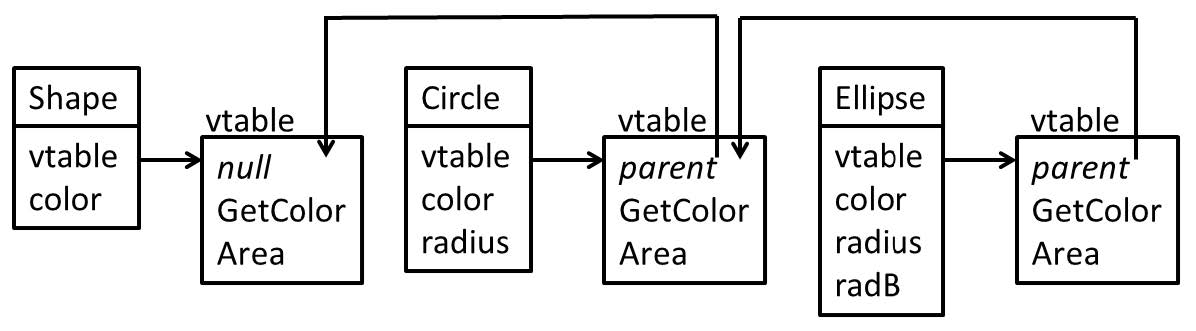 Shape
vtable
color
vtable
null
GetColor
Area
Circle
vtable
color
radius
vtable
parent
GetColor
Area
Ellipse
vtable
color
radius
radB
vtable
parent
GetColor
Area